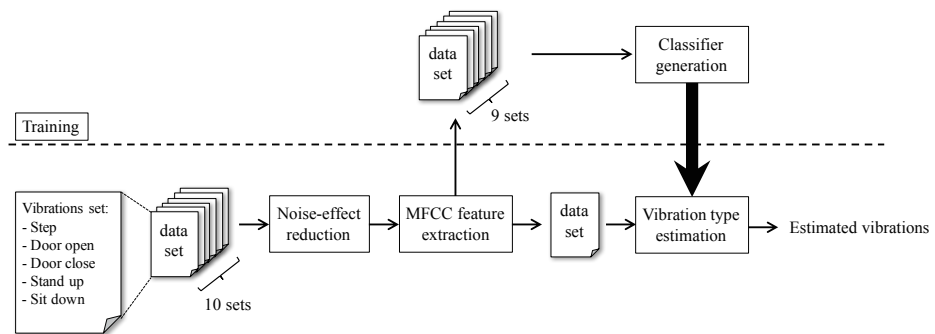 data
set
9 sets
Classifier
generation
Training
Vibrations set:
- Step
- Door open
- Door close
- Stand up
- Sit down
data
set
10 sets
Noise-effect
reduction
MFCC feature
extraction
data
set
Vibration type
estimation
Estimated vibrations